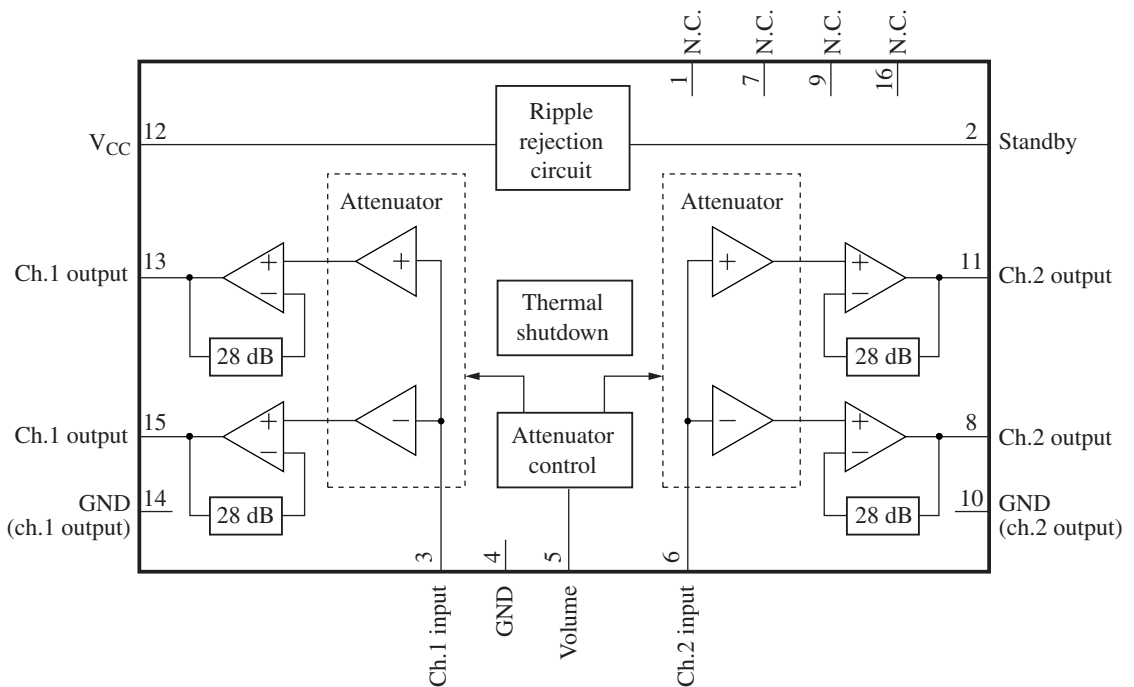 N.C.
N.C.
N.C.
N.C.
1
7
9
16
V_CC
12
Ripple
rejection
circuit
2
Standby
Attenuator
Attenuator
Ch.1 output
13
+
−
+
+
+
−
11
Ch.2 output
28 dB
Thermal
shutdown
28 dB
Ch.1 output
15
+
−
−
Attenuator
control
−
+
−
8
Ch.2 output
GND
(ch.1 output)
14
28 dB
28 dB
10
GND
(ch.2 output)
3
4
5
6
Ch.1 input
GND
Volume
Ch.2 input